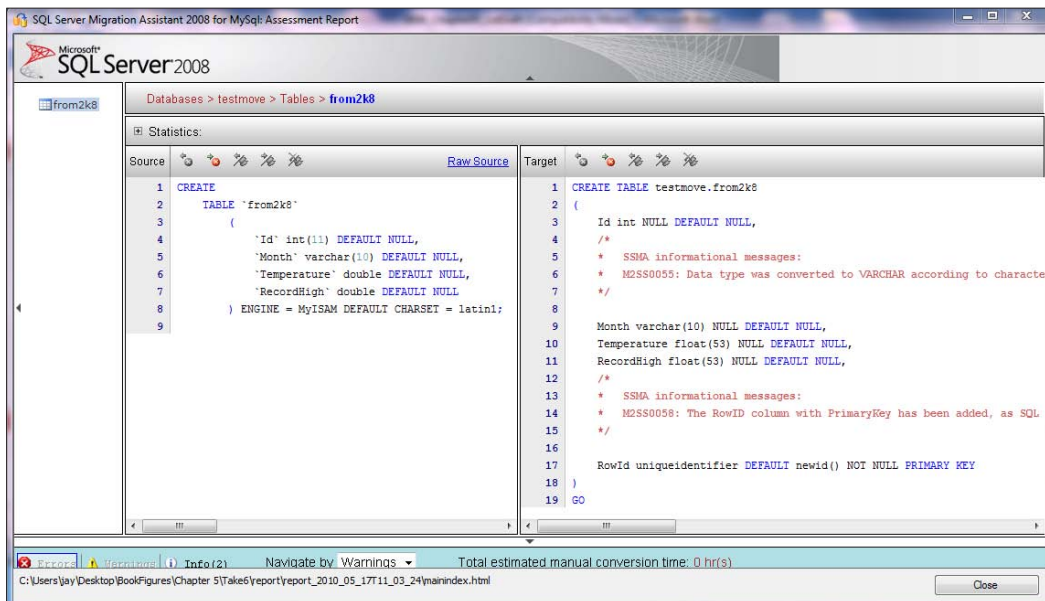 SQL Server Migration Assistant 2008 for MySql: Assessment Report
Microsoft®
SQL Server 2008
from2k8
Databases > testmove > Tables > from2k8
Statistics:
Source
Raw Source
1 CREATE
2 TABLE `from2k8`
3 (
4 `Id` int(11) DEFAULT NULL,
5 `Month` varchar(10) DEFAULT NULL,
6 `Temperature` double DEFAULT NULL,
7 `RecordHigh` double DEFAULT NULL
8 ) ENGINE = MyISAM DEFAULT CHARSET = latin1;
9
Target
1 CREATE TABLE testmove.from2k8
2 (
3 Id int NULL DEFAULT NULL,
4 /*
5 * SSMA informational messages:
6 * M2SS0055: Data type was converted to VARCHAR according to characte
7 */
8
9 Month varchar(10) NULL DEFAULT NULL,
10 Temperature float(53) NULL DEFAULT NULL,
11 RecordHigh float(53) NULL DEFAULT NULL,
12 /*
13 * SSMA informational messages:
14 * M2SS0058: The RowID column with PrimaryKey has been added, as SQL
15 */
16
17 RowId uniqueidentifier DEFAULT newid() NOT NULL PRIMARY KEY
18 )
19 GO
Errors Warnings Info(2) Navigate by Warnings Total estimated manual conversion time: 0 hr(s)
C:\Users\jay\Desktop\BookFigures\Chapter 5\Take6\report\report_2010_05_17T11_03_24\mainindex.html
Close